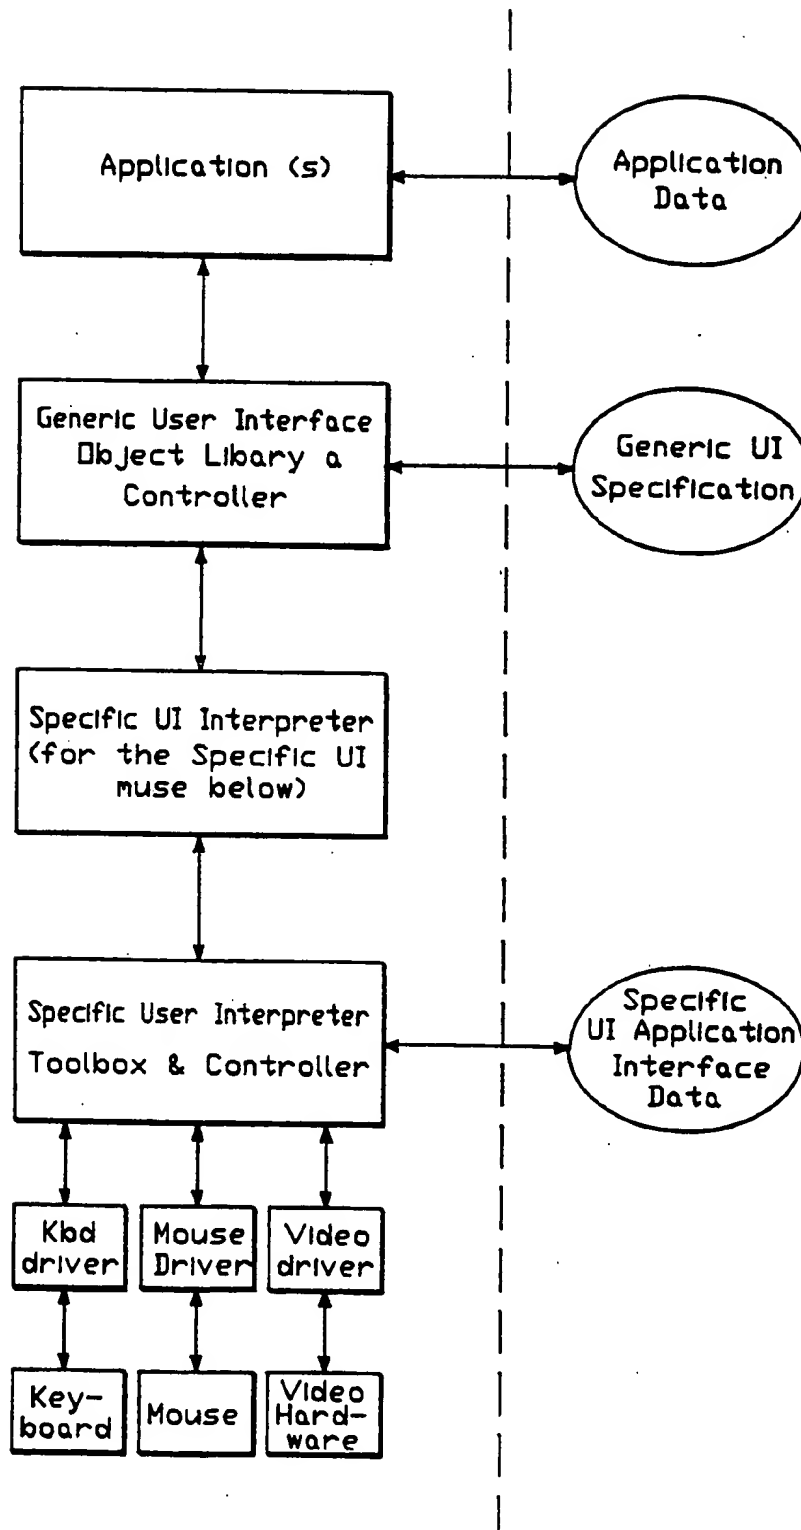 Application (s)
Application
Data
Generic User Interface
Object Libary a
Controller
Generic UI
Specification
Specific UI Interpreter
(for the Specific UI
muse below)
Specific User Interpreter
Toolbox & Controller
Specific
UI Application
Interface
Data
Kbd
driver
Mouse
Driver
Video
driver
Key-
board
Mouse
Video
Hard-
ware